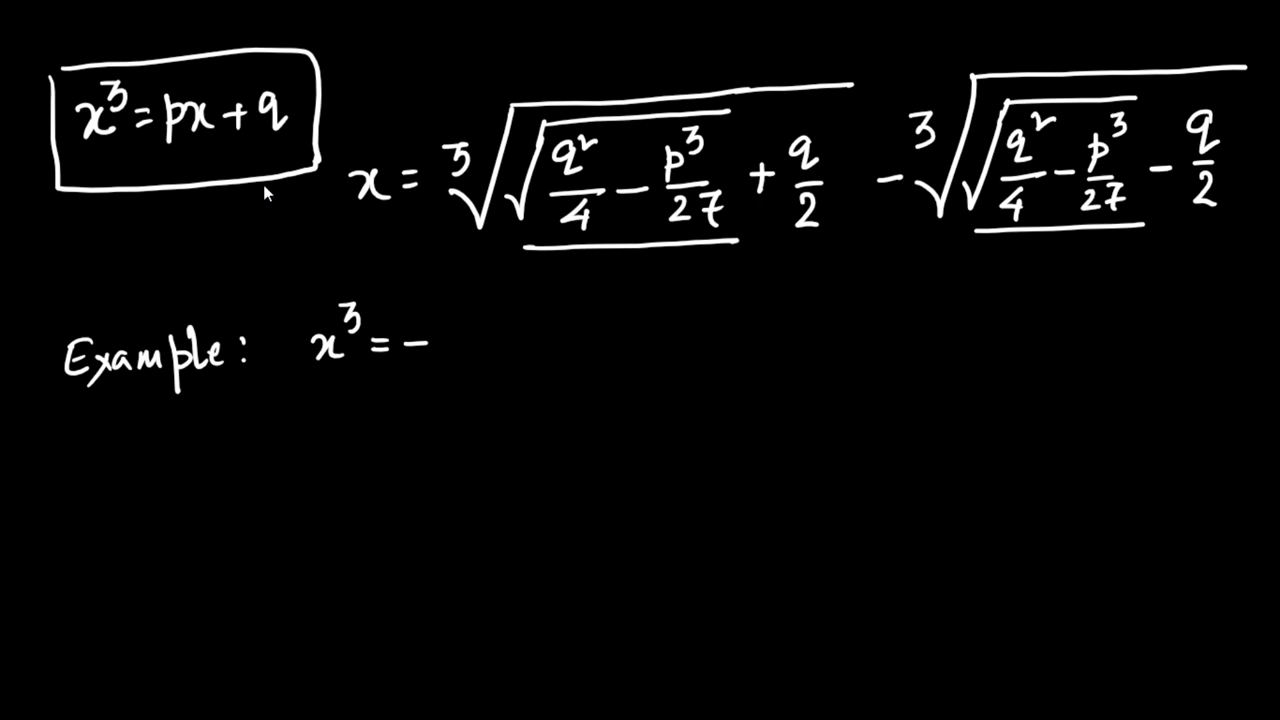 x³ = px + q
x = ∛(√(q²/4 − p³/27) + q/2) − ∛(√(q²/4 − p³/27) − q/2)
Example: x³ = −